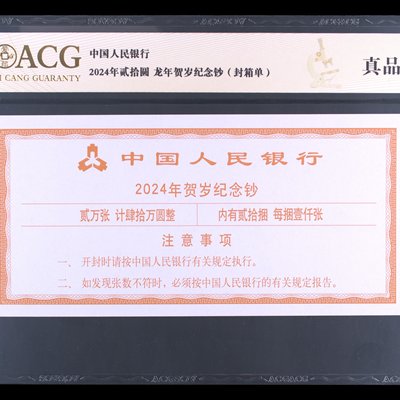 ACG
I CANG GUARANTY
中国人民银行
2024年贰拾圆 龙年贺岁纪念钞（封箱单）
真品
中国人民银行
2024年贺岁纪念钞
贰万张 计肆拾万圆整 内有贰拾捆 每捆壹仟张
注意事项
一、开封时请按中国人民银行有关规定执行。
二、如发现张数不符时，必须按中国人民银行的有关规定报告。